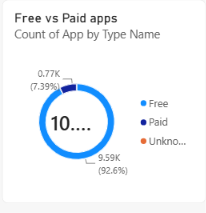 Free vs Paid apps
Count of App by Type Name
0.77K
(7.39%)
Free
10....
Paid
Unkno...
9.59K
(92.6%)